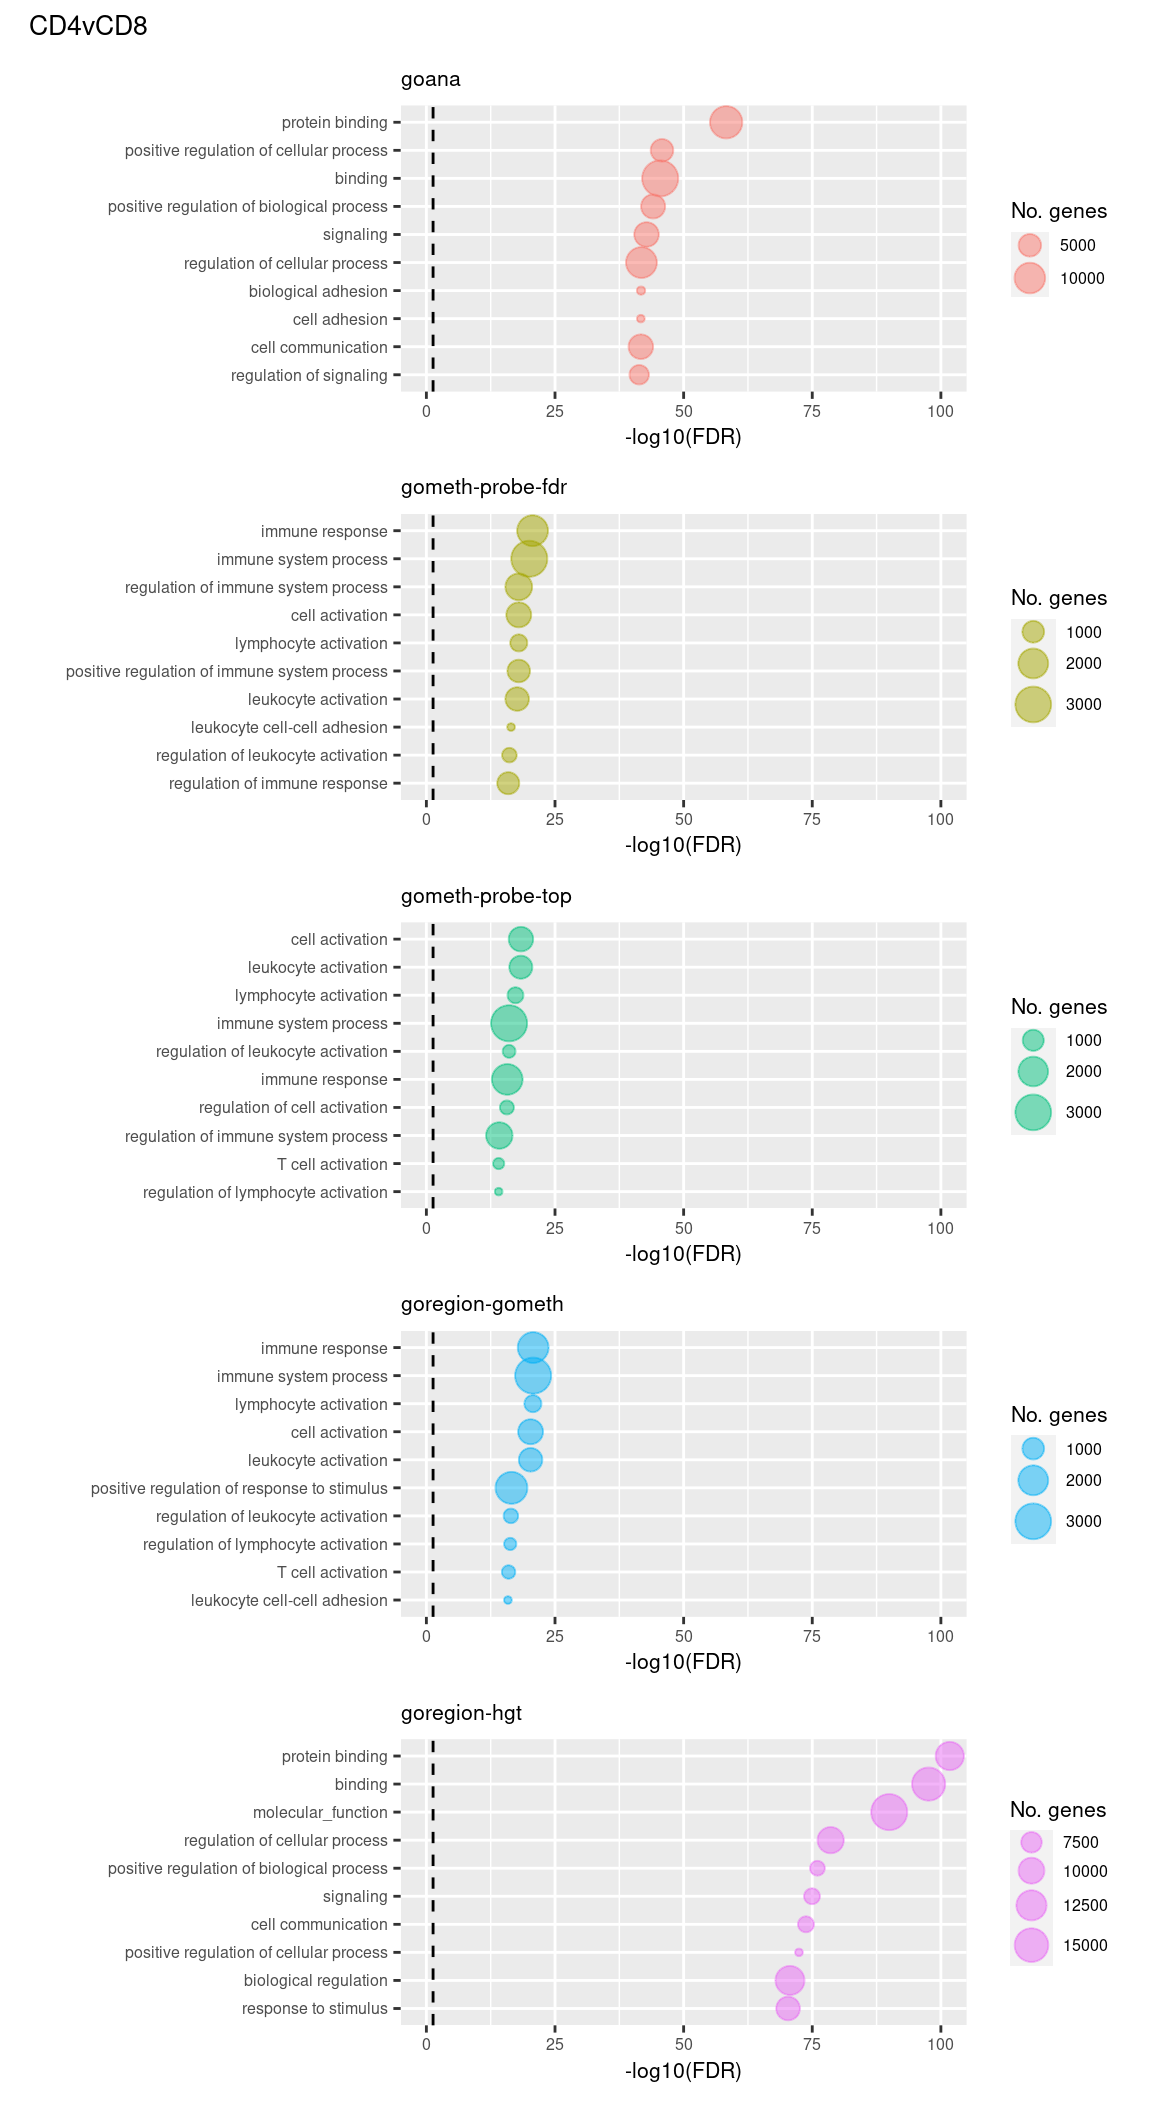 CD4vCD8
goana
protein binding
positive regulation of cellular process
binding
positive regulation of biological process
signaling
regulation of cellular process
biological adhesion
cell adhesion
cell communication
regulation of signaling
0 25 50 75 100
-log10(FDR)
No. genes
5000
10000
gometh-probe-fdr
immune response
immune system process
regulation of immune system process
cell activation
lymphocyte activation
positive regulation of immune system process
leukocyte activation
leukocyte cell-cell adhesion
regulation of leukocyte activation
regulation of immune response
0 25 50 75 100
-log10(FDR)
No. genes
1000
2000
3000
gometh-probe-top
cell activation
leukocyte activation
lymphocyte activation
immune system process
regulation of leukocyte activation
immune response
regulation of cell activation
regulation of immune system process
T cell activation
regulation of lymphocyte activation
0 25 50 75 100
-log10(FDR)
No. genes
1000
2000
3000
goregion-gometh
immune response
immune system process
lymphocyte activation
cell activation
leukocyte activation
positive regulation of response to stimulus
regulation of leukocyte activation
regulation of lymphocyte activation
T cell activation
leukocyte cell-cell adhesion
0 25 50 75 100
-log10(FDR)
No. genes
1000
2000
3000
goregion-hgt
protein binding
binding
molecular_function
regulation of cellular process
positive regulation of biological process
signaling
cell communication
positive regulation of cellular process
biological regulation
response to stimulus
0 25 50 75 100
-log10(FDR)
No. genes
7500
10000
12500
15000